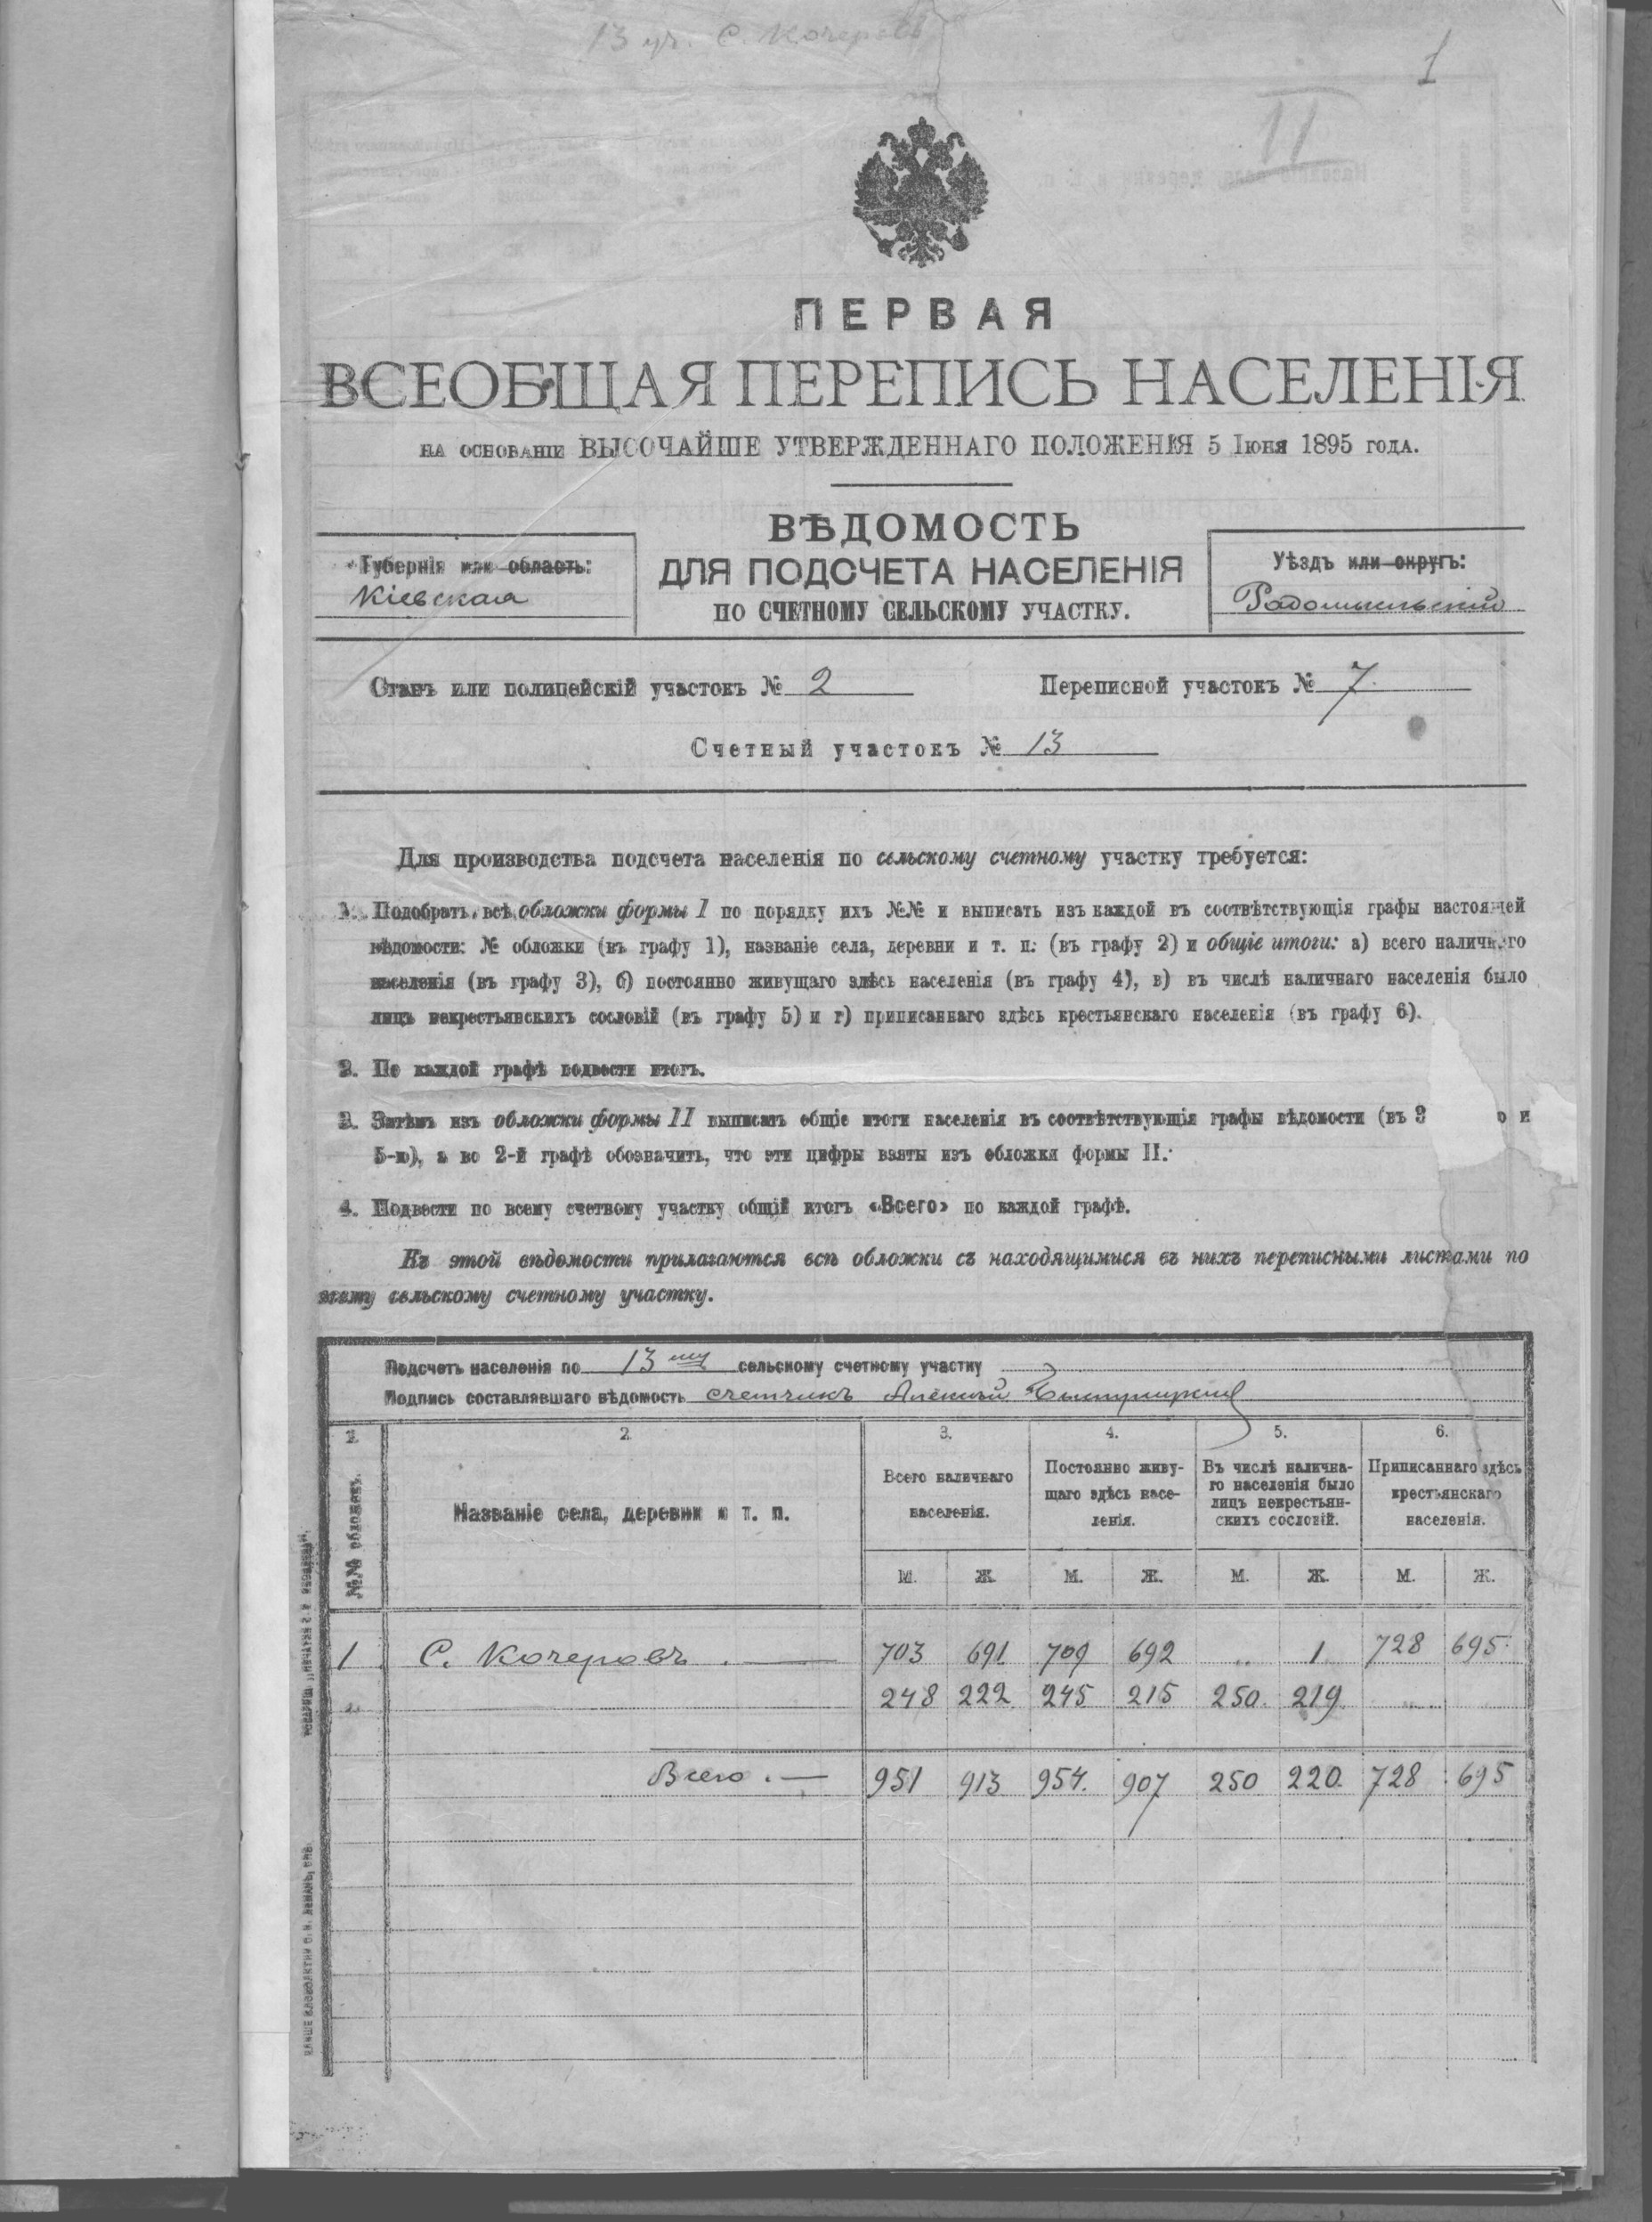 13 уч. С. Кочеровъ
1
II
ПЕРВАЯ
ВСЕОБЩАЯ ПЕРЕПИСЬ НАСЕЛЕНІЯ
НА ОСНОВАНІИ ВЫСОЧАЙШЕ УТВЕРЖДЕННАГО ПОЛОЖЕНІЯ 5 Іюня 1895 ГОДА.
ВѢДОМОСТЬ
ДЛЯ ПОДСЧЕТА НАСЕЛЕНІЯ
ПО СЧЕТНОМУ СЕЛЬСКОМУ УЧАСТКУ.
Губернія или область:
Кіевская
Уѣздъ или округъ:
Радомысльскій
Станъ или полицейскій участокъ № 2 Переписной участокъ № 7.
Счетный участокъ № 13
Для производства подсчета населенія по сельскому счетному участку требуется:
1. Подобрать всѣ обложки формы I по порядку ихъ №№ и выписать изъ каждой въ соотвѣтствующія графы настоящей
вѣдомости: № обложки (въ графу 1), названіе села, деревни и т. п. (въ графу 2) и общіе итоги: а) всего наличнаго
населенія (въ графу 3), б) постоянно живущаго здѣсь населенія (въ графу 4), в) въ числѣ наличнаго населенія было
лицъ некрестьянскихъ сословій (въ графу 5) и г) приписаннаго здѣсь крестьянскаго населенія (въ графу 6).
2. По каждой графѣ подвести итогъ.
3. Затѣмъ изъ обложки формы II выписать общіе итоги населенія въ соотвѣтствующія графы вѣдомости (въ 3 о и
5-ю), а во 2-й графѣ обозначить, что эти цифры взяты изъ обложки формы II.
4. Подвести по всему счетному участку общій итогъ «Всего» по каждой графѣ.
Къ этой вѣдомости прилагаются всѣ обложки съ находящимися въ нихъ переписными листами по
этому сельскому счетному участку.
Подсчетъ населенія по 13 му сельскому счетному участку
Подпись составлявшаго вѣдомость счетчикъ Алексѣй
1. 2. 3. 4. 5. 6.
№№ обложекъ.
Названіе села, деревни и т. п.
Всего наличнаго
населенія.
Постоянно живу-
щаго здѣсь насе-
ленія.
Въ числѣ налична-
го населенія было
лицъ некрестьян-
скихъ сословій.
Приписаннаго здѣсь
крестьянскаго
населенія.
М. Ж. М. Ж. М. Ж. М. Ж.
1 С. Кочеровъ . — 703 691 709 692 .. 1 728 695
248 222 245 215 250 219 ..
Всего . — 951 913 954 907 250 220 728 695